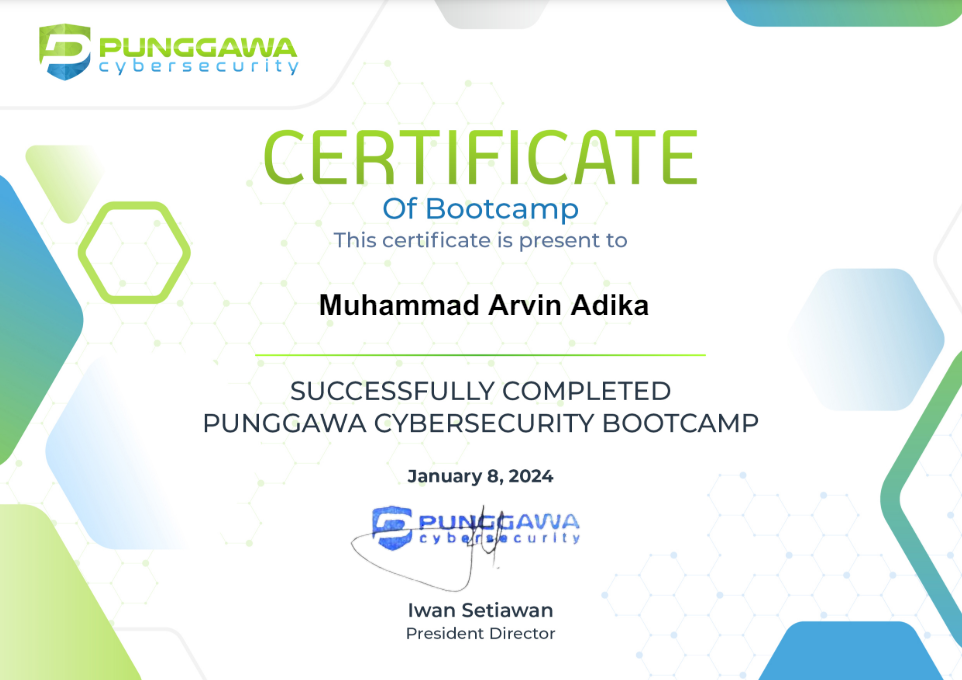 PUNGGAWA
cybersecurity
CERTIFICATE
Of Bootcamp
This certificate is present to
Muhammad Arvin Adika
SUCCESSFULLY COMPLETED
PUNGGAWA CYBERSECURITY BOOTCAMP
January 8, 2024
PUNGGAWA
cybersecurity
Iwan Setiawan
President Director